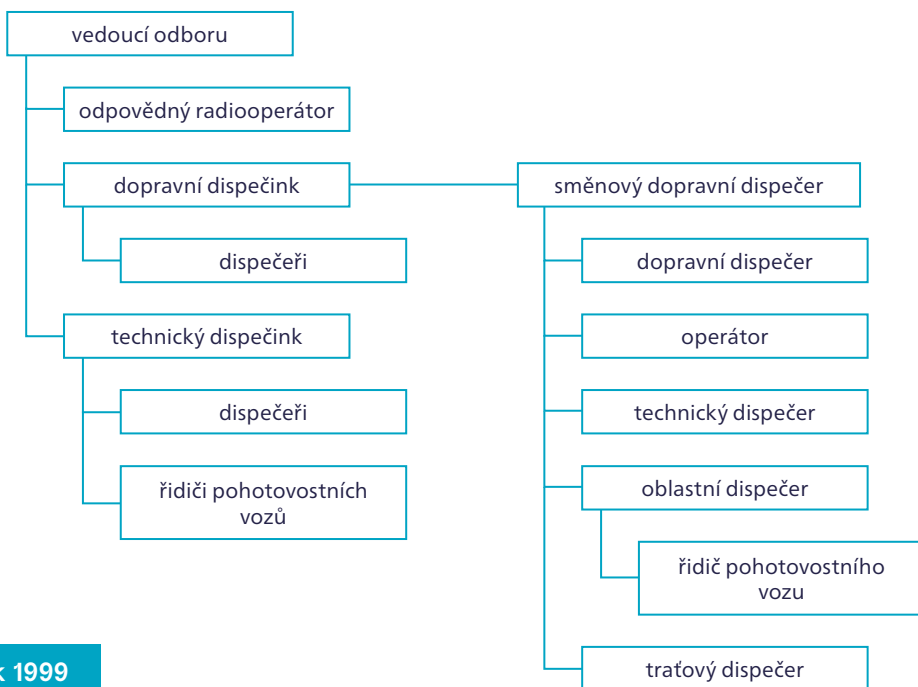 vedoucí odboru
odpovědný radiooperátor
dopravní dispečink
dispečeři
technický dispečink
dispečeři
řidiči pohotovostních
vozů
směnový dopravní dispečer
dopravní dispečer
operátor
technický dispečer
oblastní dispečer
řidič pohotovostního
vozu
traťový dispečer
1999